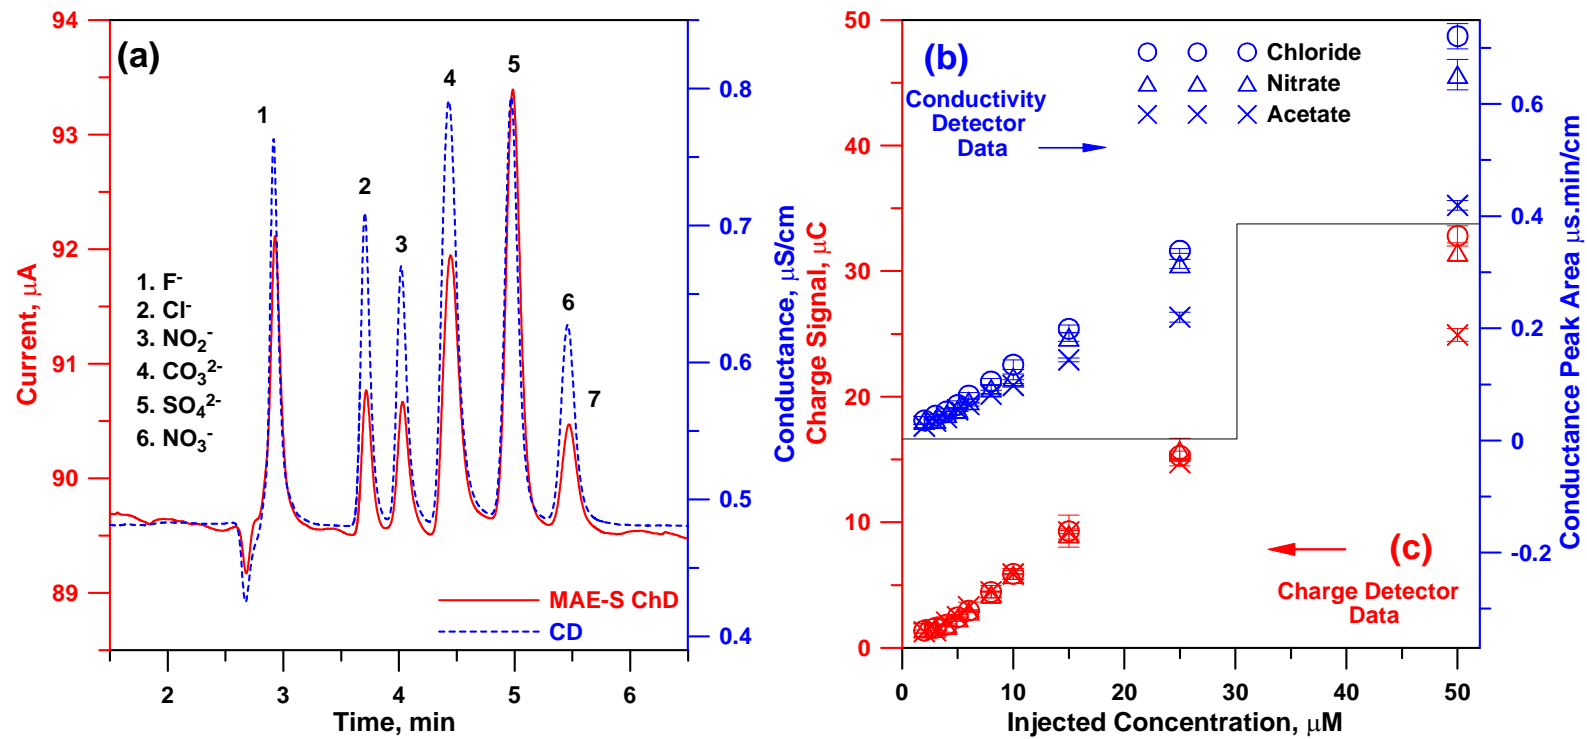 (a)
94
93
92
91
90
89
Current, μA
1
2
3
4
5
6
7
1. F⁻
2. Cl⁻
3. NO₂⁻
4. CO₃²⁻
5. SO₄²⁻
6. NO₃⁻
MAE-S ChD
CD
2
3
4
5
6
Time, min
0.8
0.7
0.6
0.5
0.4
Conductance, μS/cm
Charge Signal, μC
50
40
30
20
10
0
(b)
Conductivity
Detector
Data
Chloride
Nitrate
Acetate
(c)
Charge Detector
Data
0
10
20
30
40
50
Injected Concentration, μM
0.6
0.4
0.2
0
-0.2
Conductance Peak Area μs.min/cm